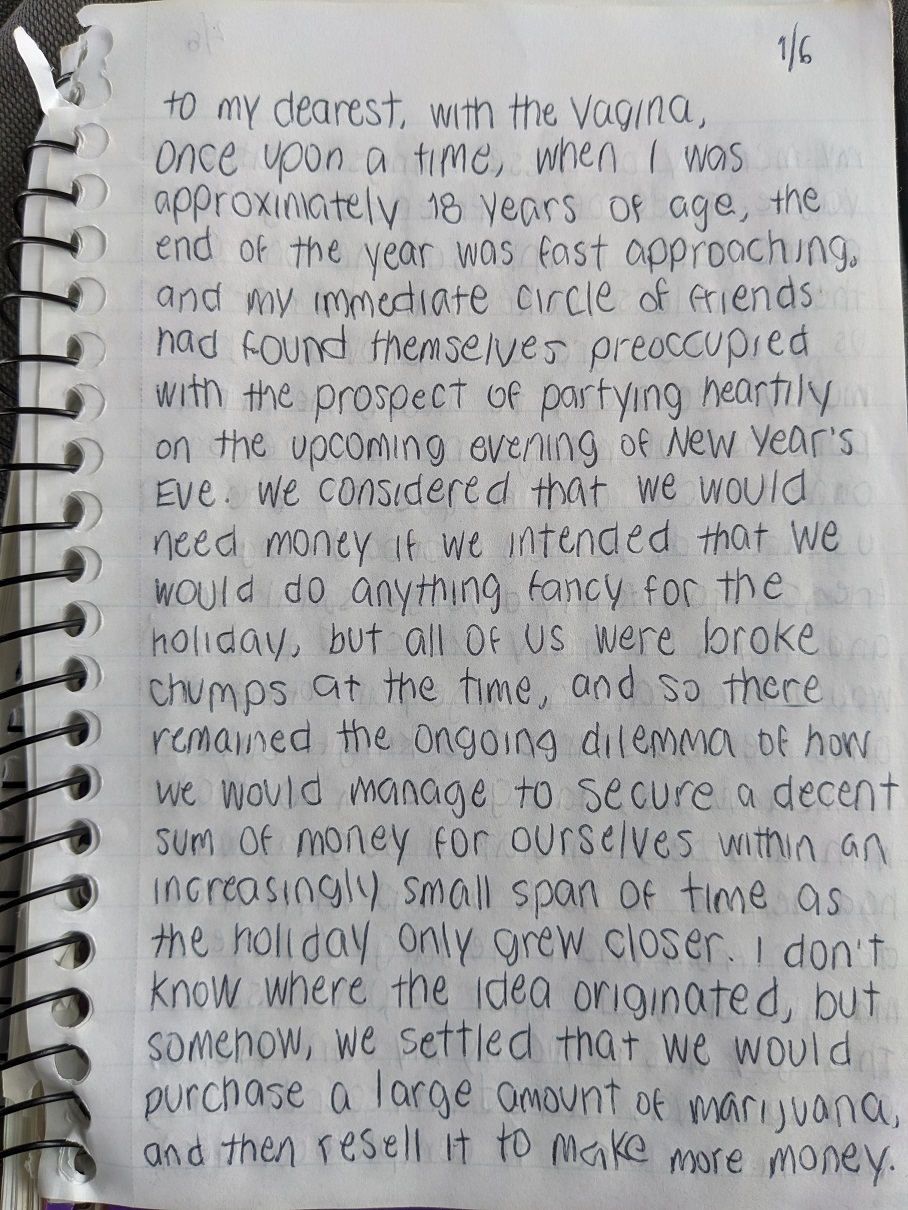 1/6
to my dearest, with the vagina,
once upon a time, when I was
approximately 18 years of age, the
end of the year was fast approaching,
and my immediate circle of friends
had found themselves preoccupied
with the prospect of partying heartily
on the upcoming evening of New Year's
Eve. We considered that we would
need money if we intended that we
would do anything fancy for the
holiday, but all of us were broke
chumps at the time, and so there
remained the ongoing dilemma of how
we would manage to secure a decent
sum of money for ourselves within an
increasingly small span of time as
the holiday only grew closer. I don't
know where the idea originated, but
somehow, we settled that we would
purchase a large amount of marijuana,
and then resell it to make more money.